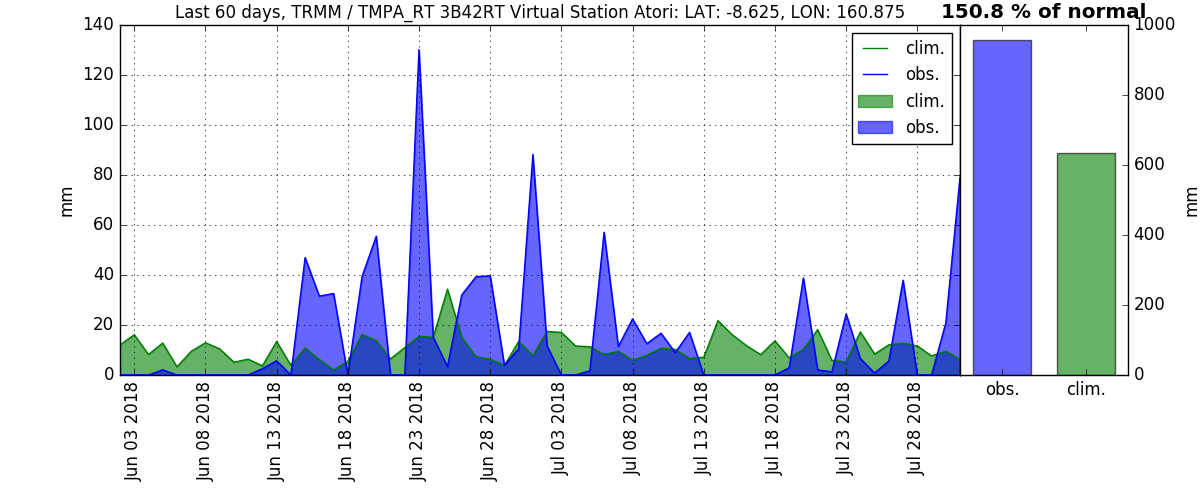 Last 60 days, TRMM / TMPA_RT 3B42RT Virtual Station Atori: LAT: -8.625, LON: 160.875
150.8 % of normal
140
120
100
80
60
40
20
0
mm
clim.
obs.
clim.
obs.
1000
800
600
400
200
0
mm
Jun 03 2018
Jun 08 2018
Jun 13 2018
Jun 18 2018
Jun 23 2018
Jun 28 2018
Jul 03 2018
Jul 08 2018
Jul 13 2018
Jul 18 2018
Jul 23 2018
Jul 28 2018
obs.
clim.